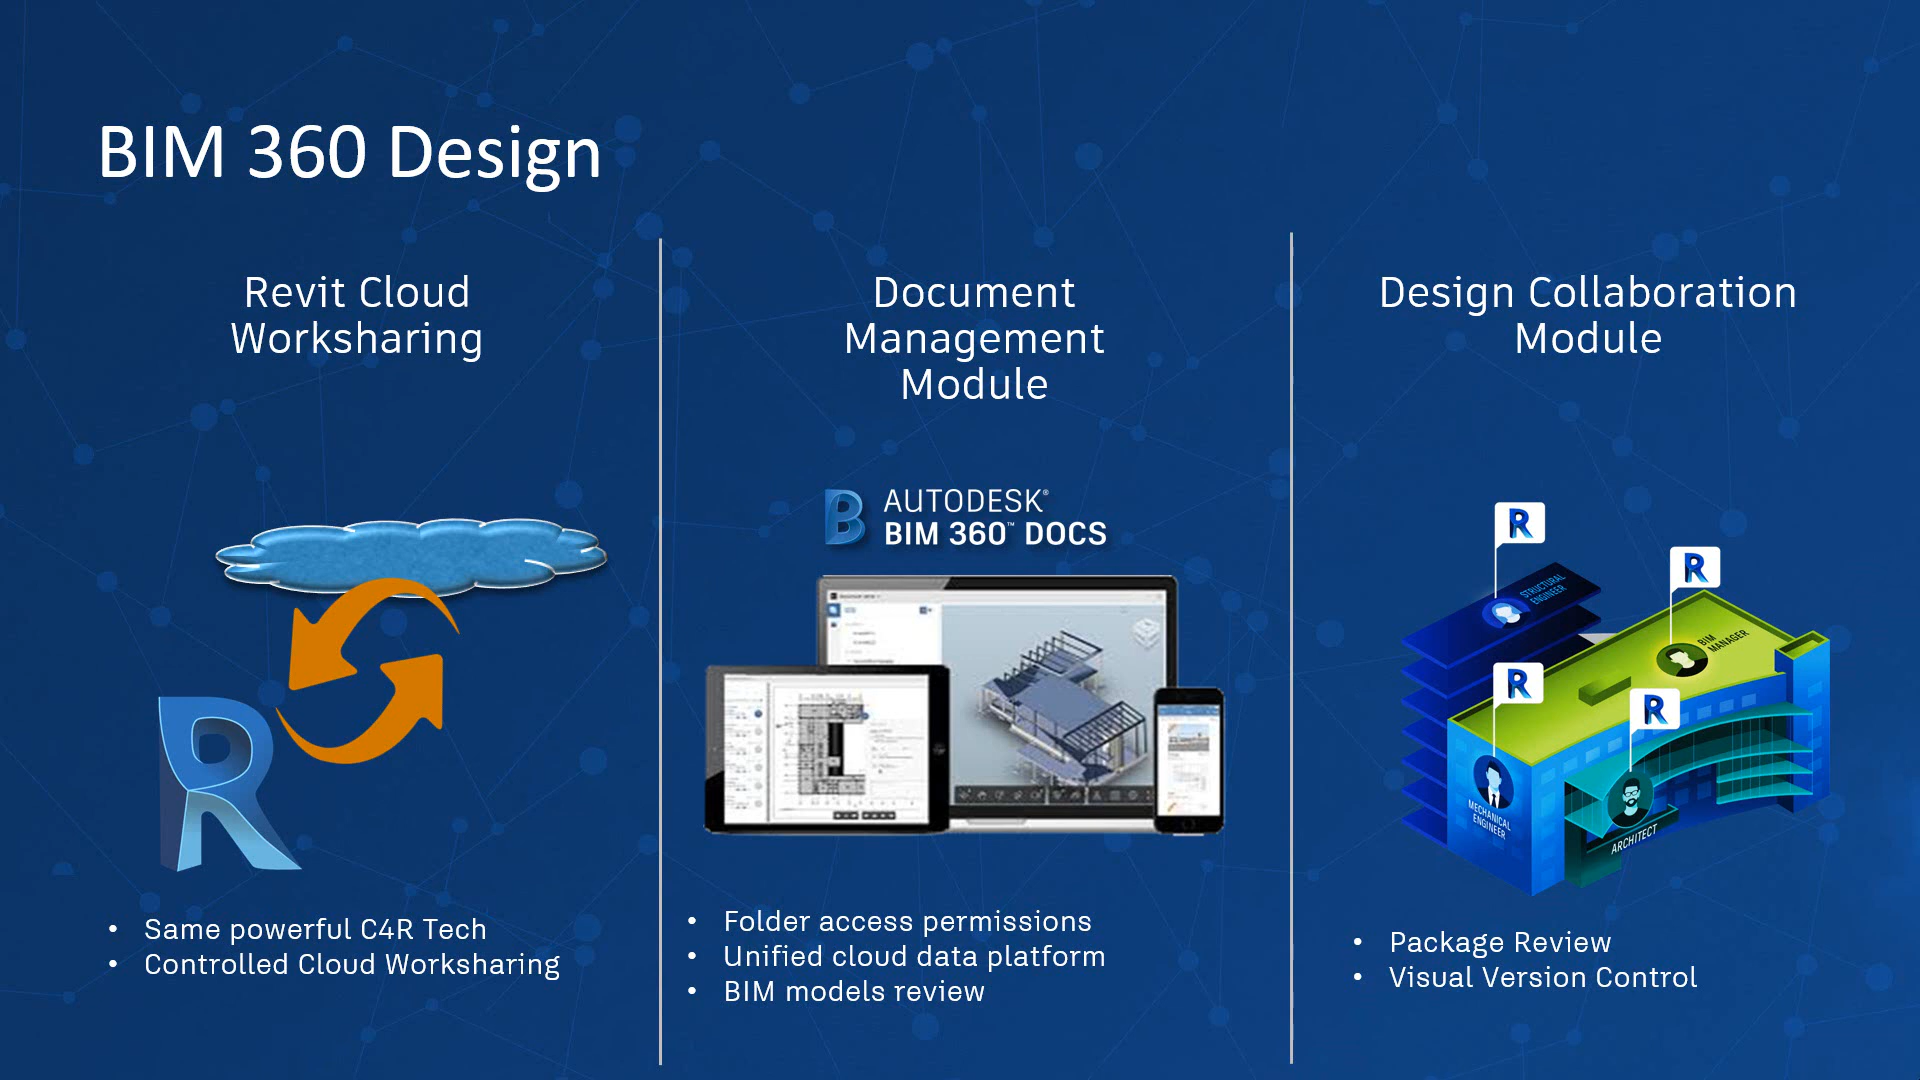 BIM 360 Design
Revit Cloud
Worksharing
• Same powerful C4R Tech
• Controlled Cloud Worksharing
Document
Management
Module
AUTODESK®
BIM 360™ DOCS
• Folder access permissions
• Unified cloud data platform
• BIM models review
Design Collaboration
Module
R
STRUCTURAL
ENGINEER
R
BIM
MANAGER
R
MECHANICAL
ENGINEER
R
ARCHITECT
• Package Review
• Visual Version Control